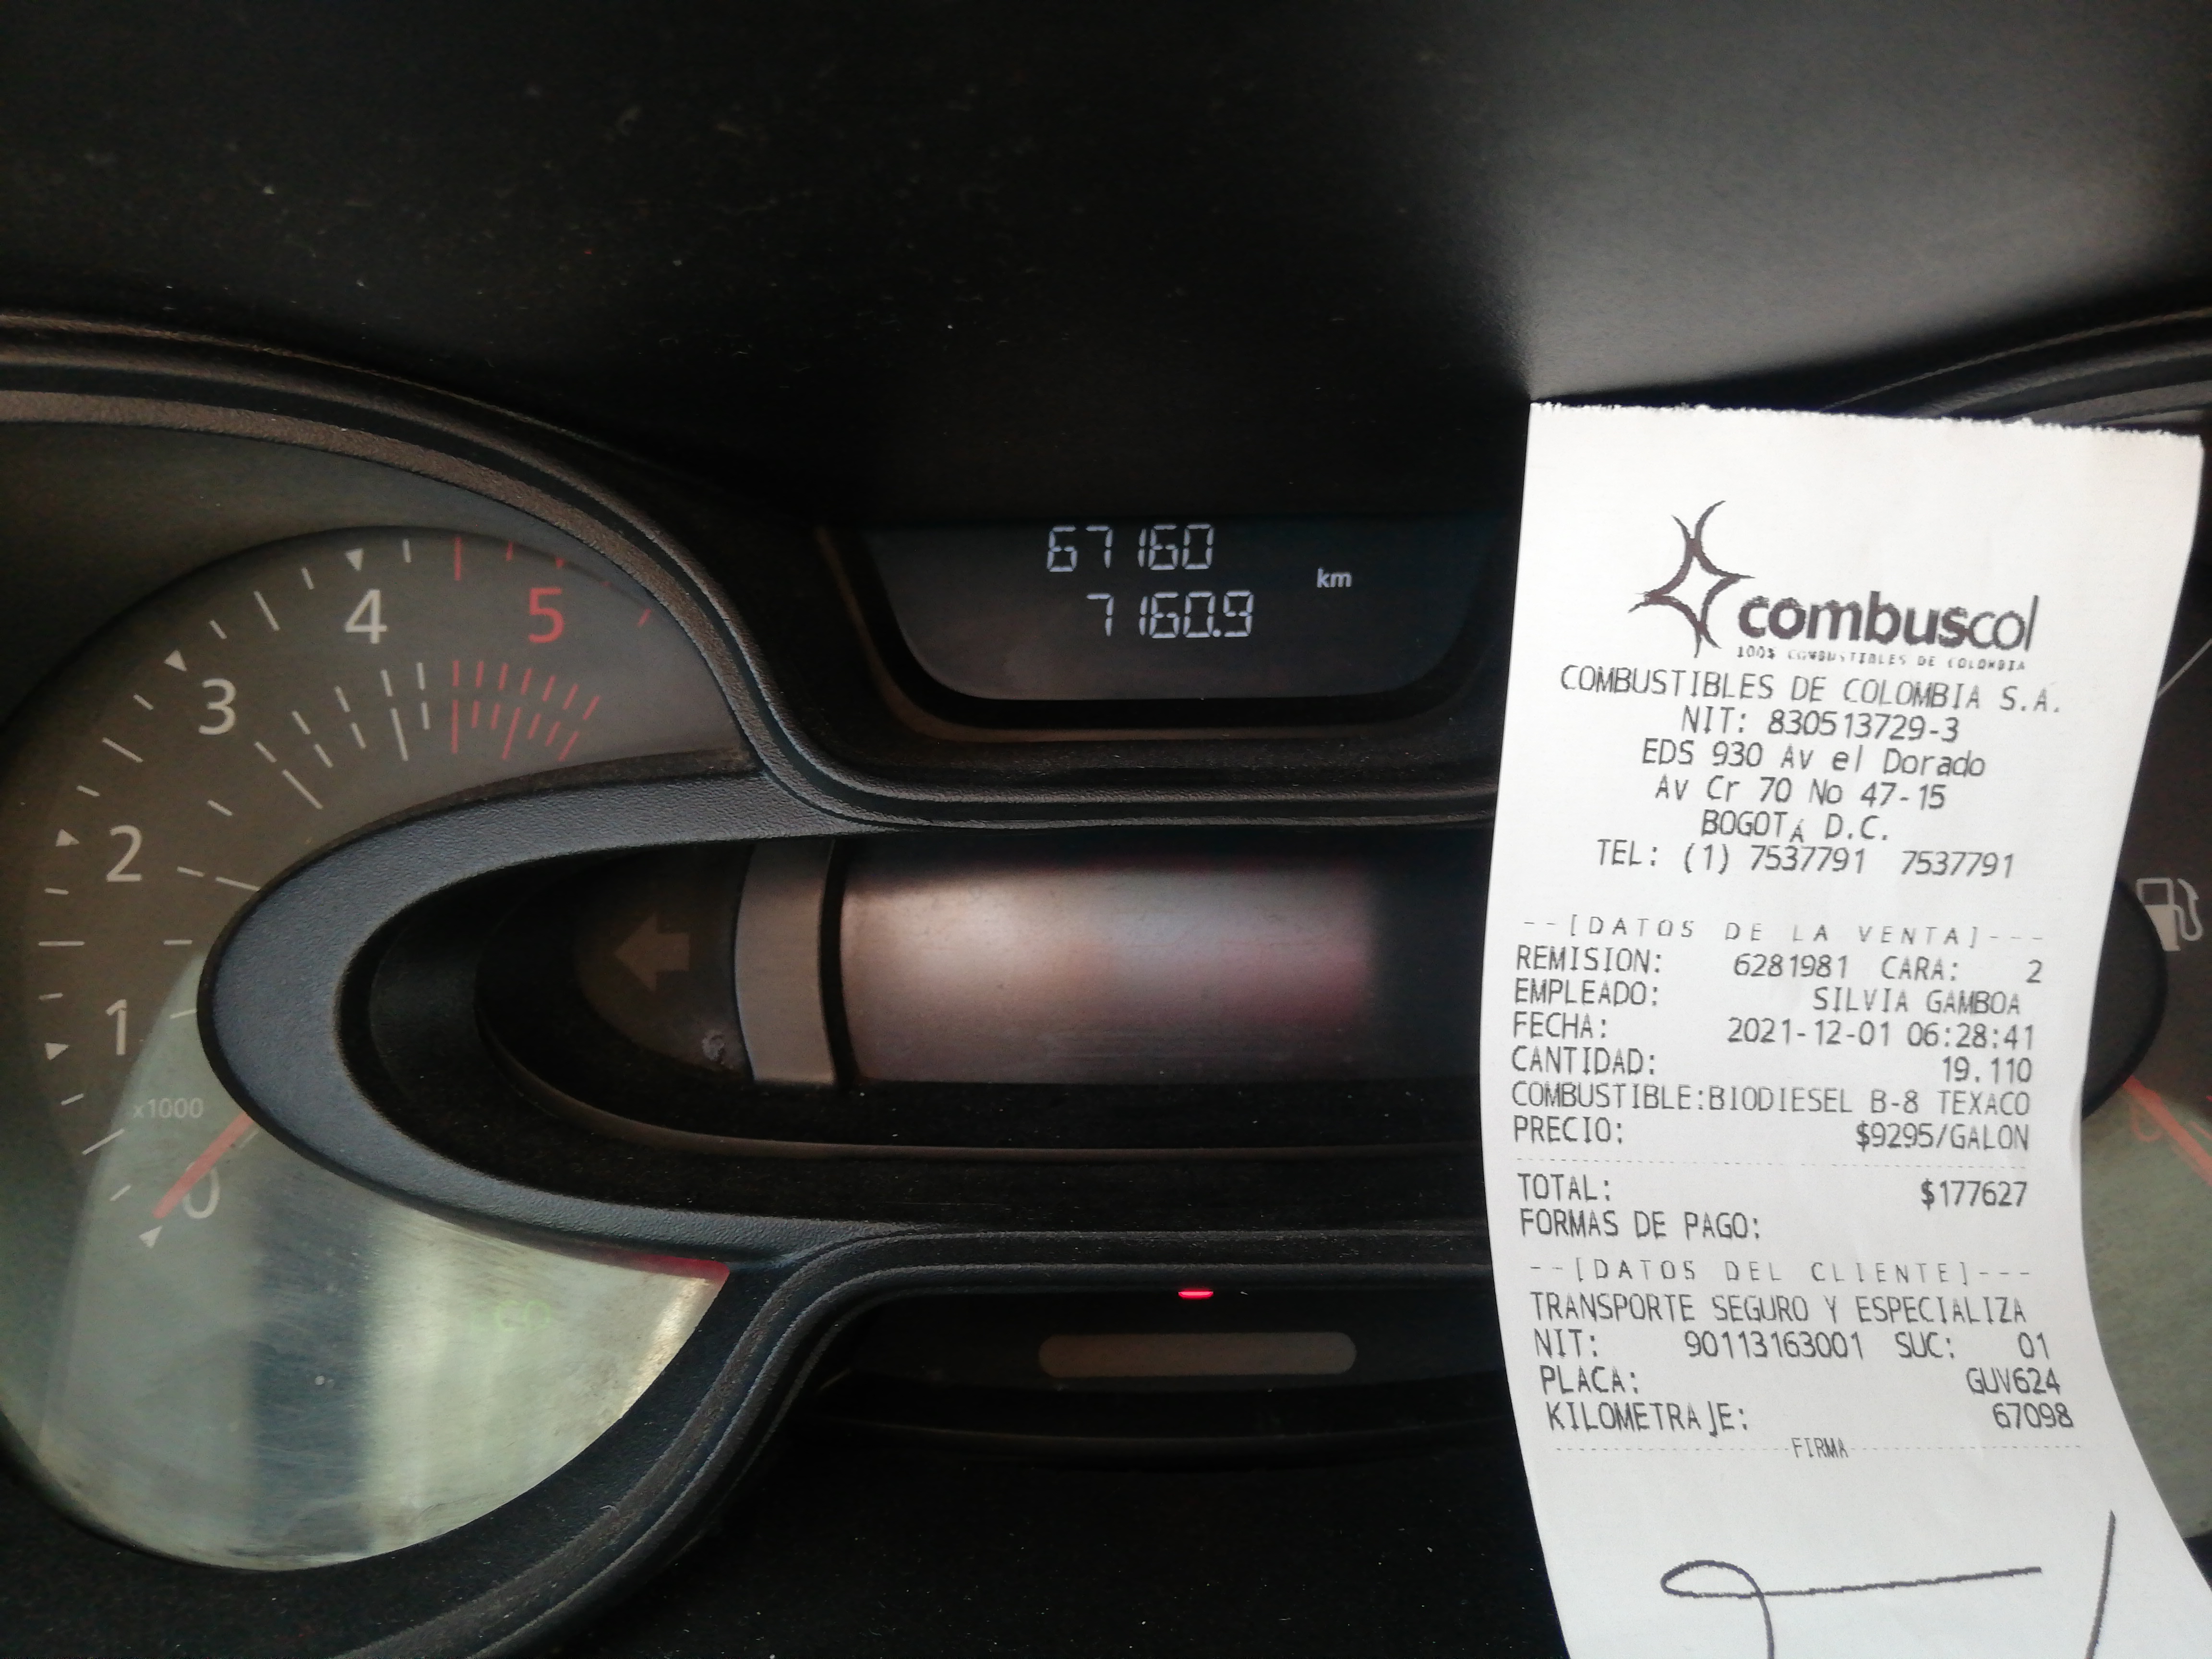 67160
km
7160.9
4
5
3
2
1
x1000
0
combuscol
100% COMBUSTIBLES DE COLOMBIA
COMBUSTIBLES DE COLOMBIA S.A.
NIT: 830513729-3
EDS 930 Av el Dorado
Av Cr 70 No 47-15
BOGOTÁ D.C.
TEL: (1) 7537791 7537791
--[DATOS DE LA VENTA]---
REMISION: 6281981 CARA: 2
EMPLEADO: SILVIA GAMBOA
FECHA: 2021-12-01 06:28:41
CANTIDAD: 19.110
COMBUSTIBLE:BIODIESEL B-8 TEXACO
PRECIO: $9295/GALON
TOTAL: $177627
FORMAS DE PAGO:
--[DATOS DEL CLIENTE]---
TRANSPORTE SEGURO Y ESPECIALIZA
NIT: 90113163001 SUC: 01
PLACA: GUV624
KILOMETRAJE: 67098
FIRMA